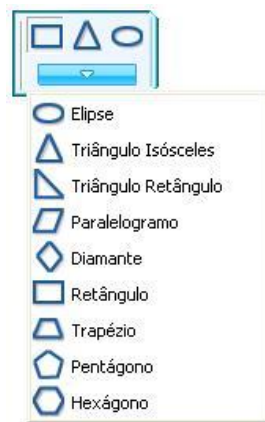 Elipse
Triângulo Isósceles
Triângulo Retângulo
Paralelogramo
Diamante
Retângulo
Trapézio
Pentágono
Hexágono